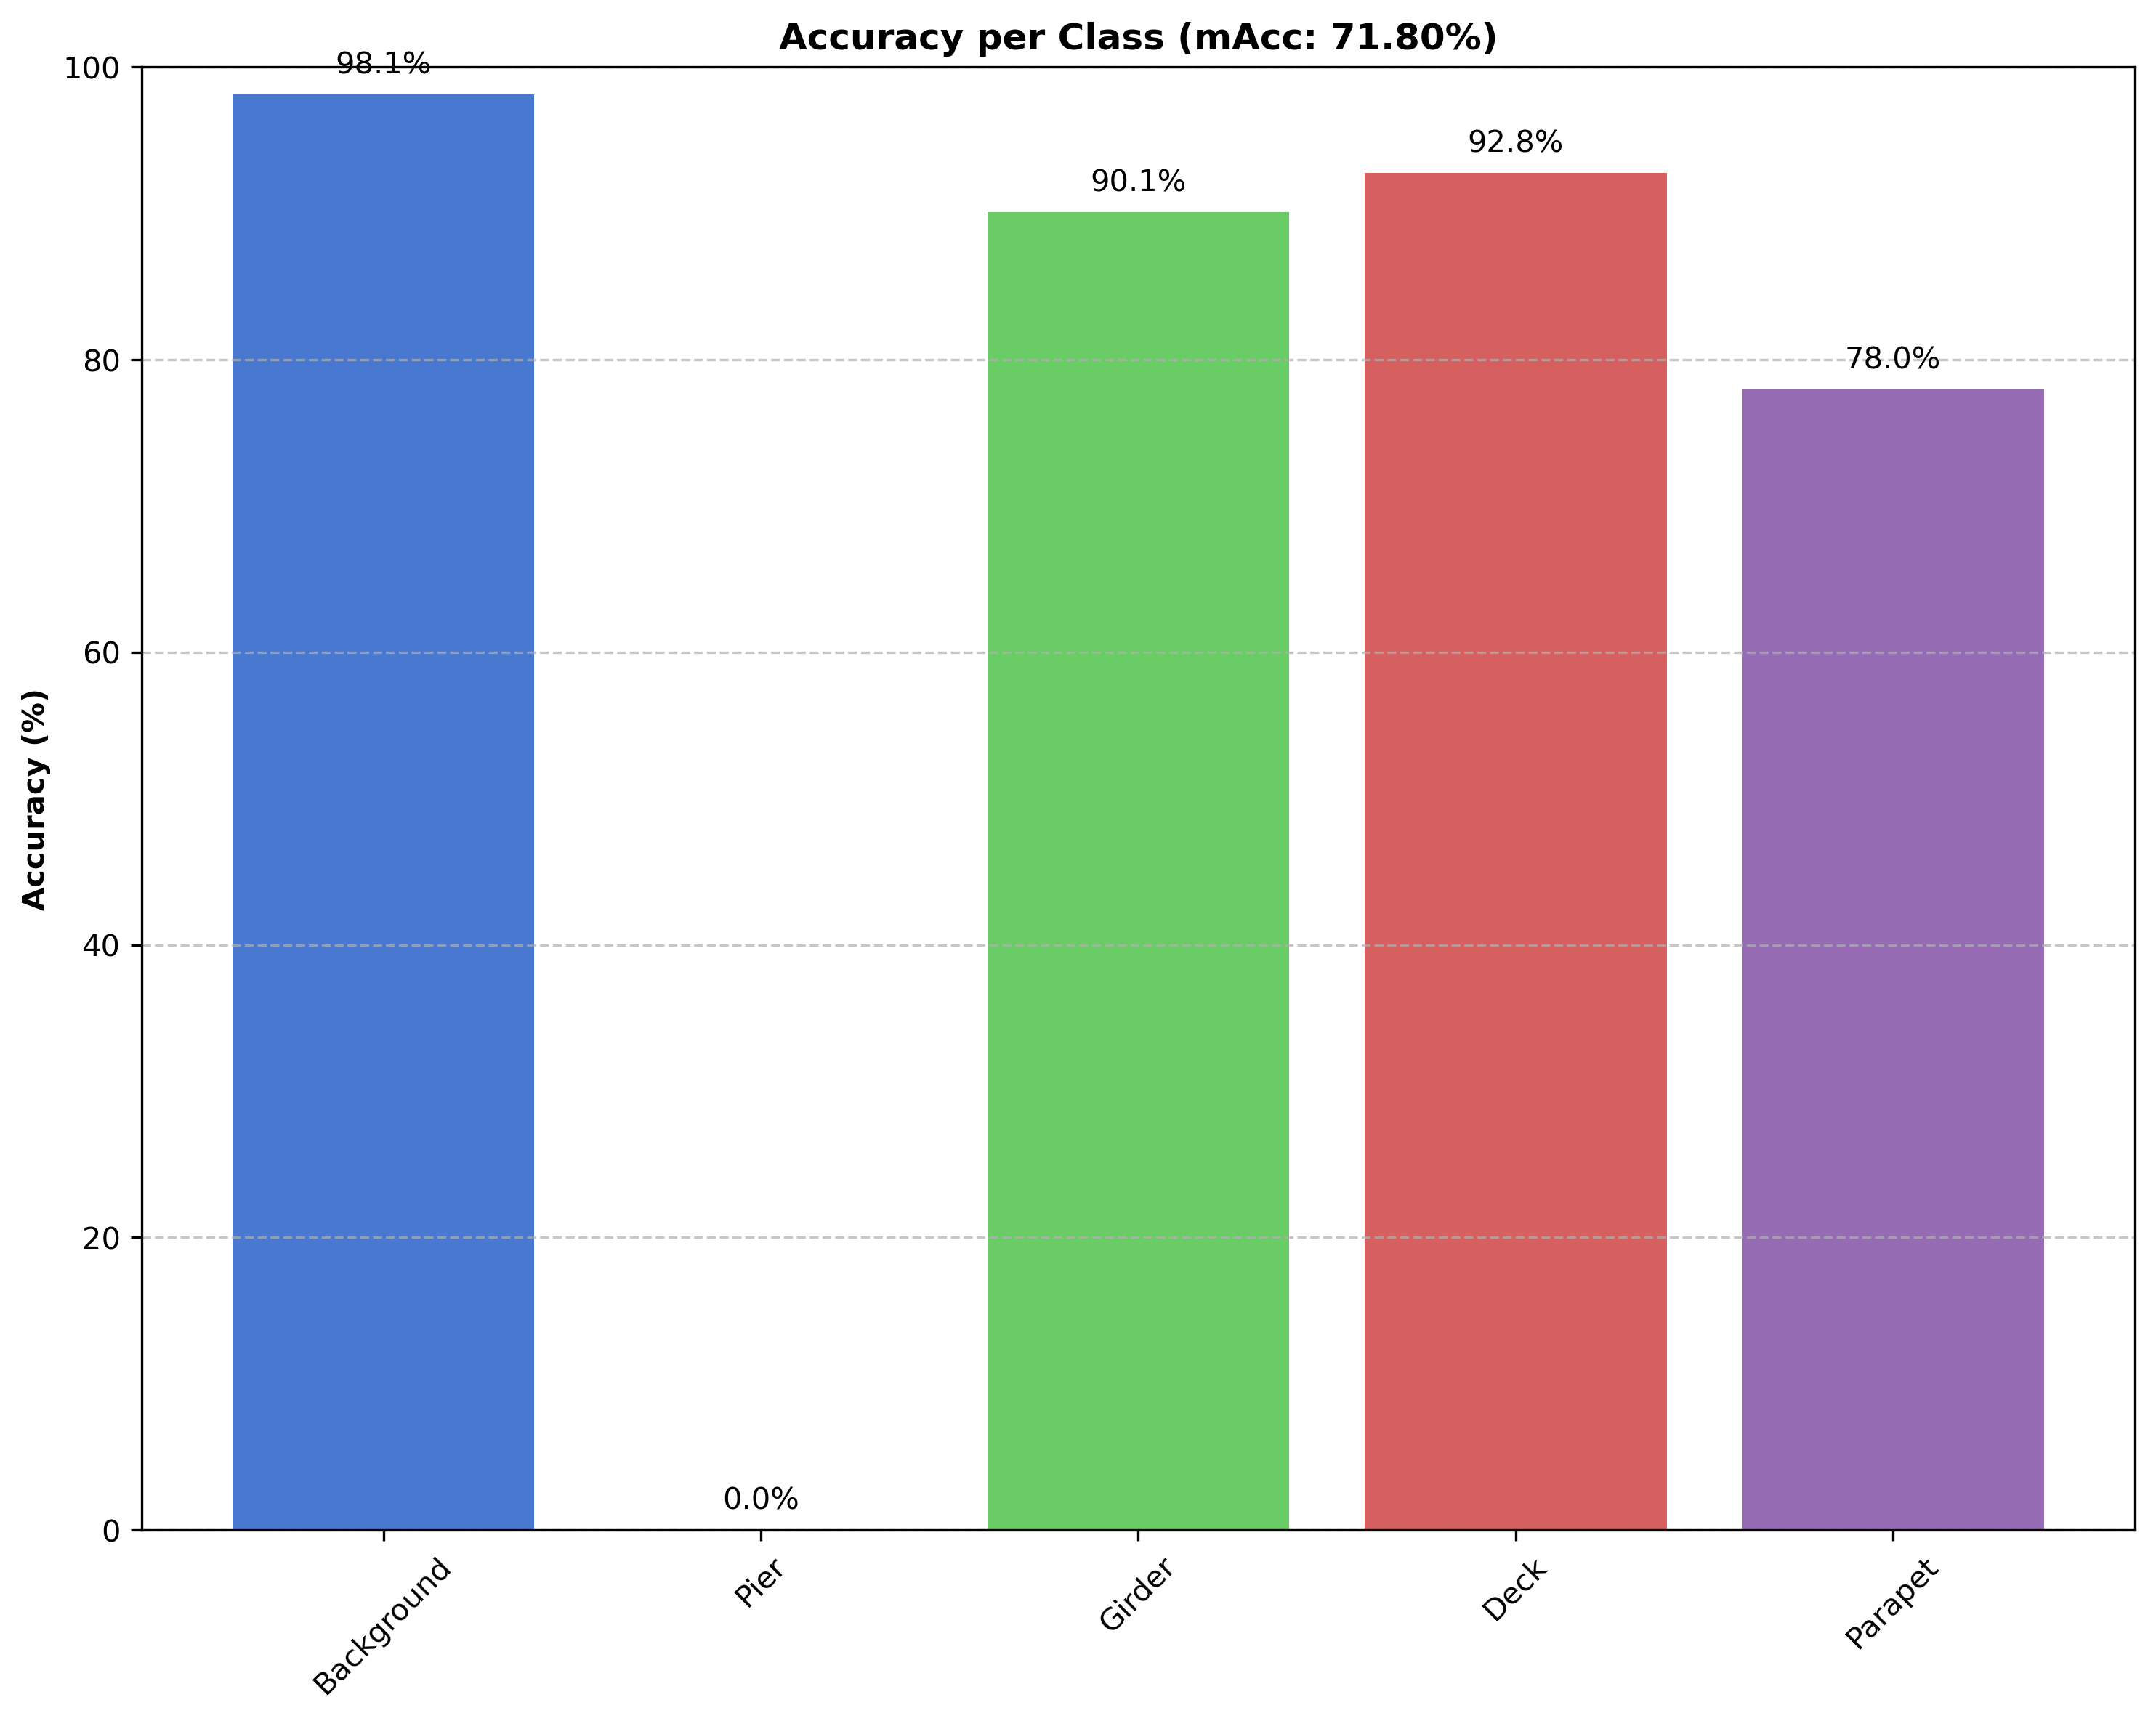 Accuracy per Class (mAcc: 71.80%)
98.1%
0.0%
90.1%
92.8%
78.0%
100
80
60
40
20
0
Accuracy (%)
Background
Pier
Girder
Deck
Parapet